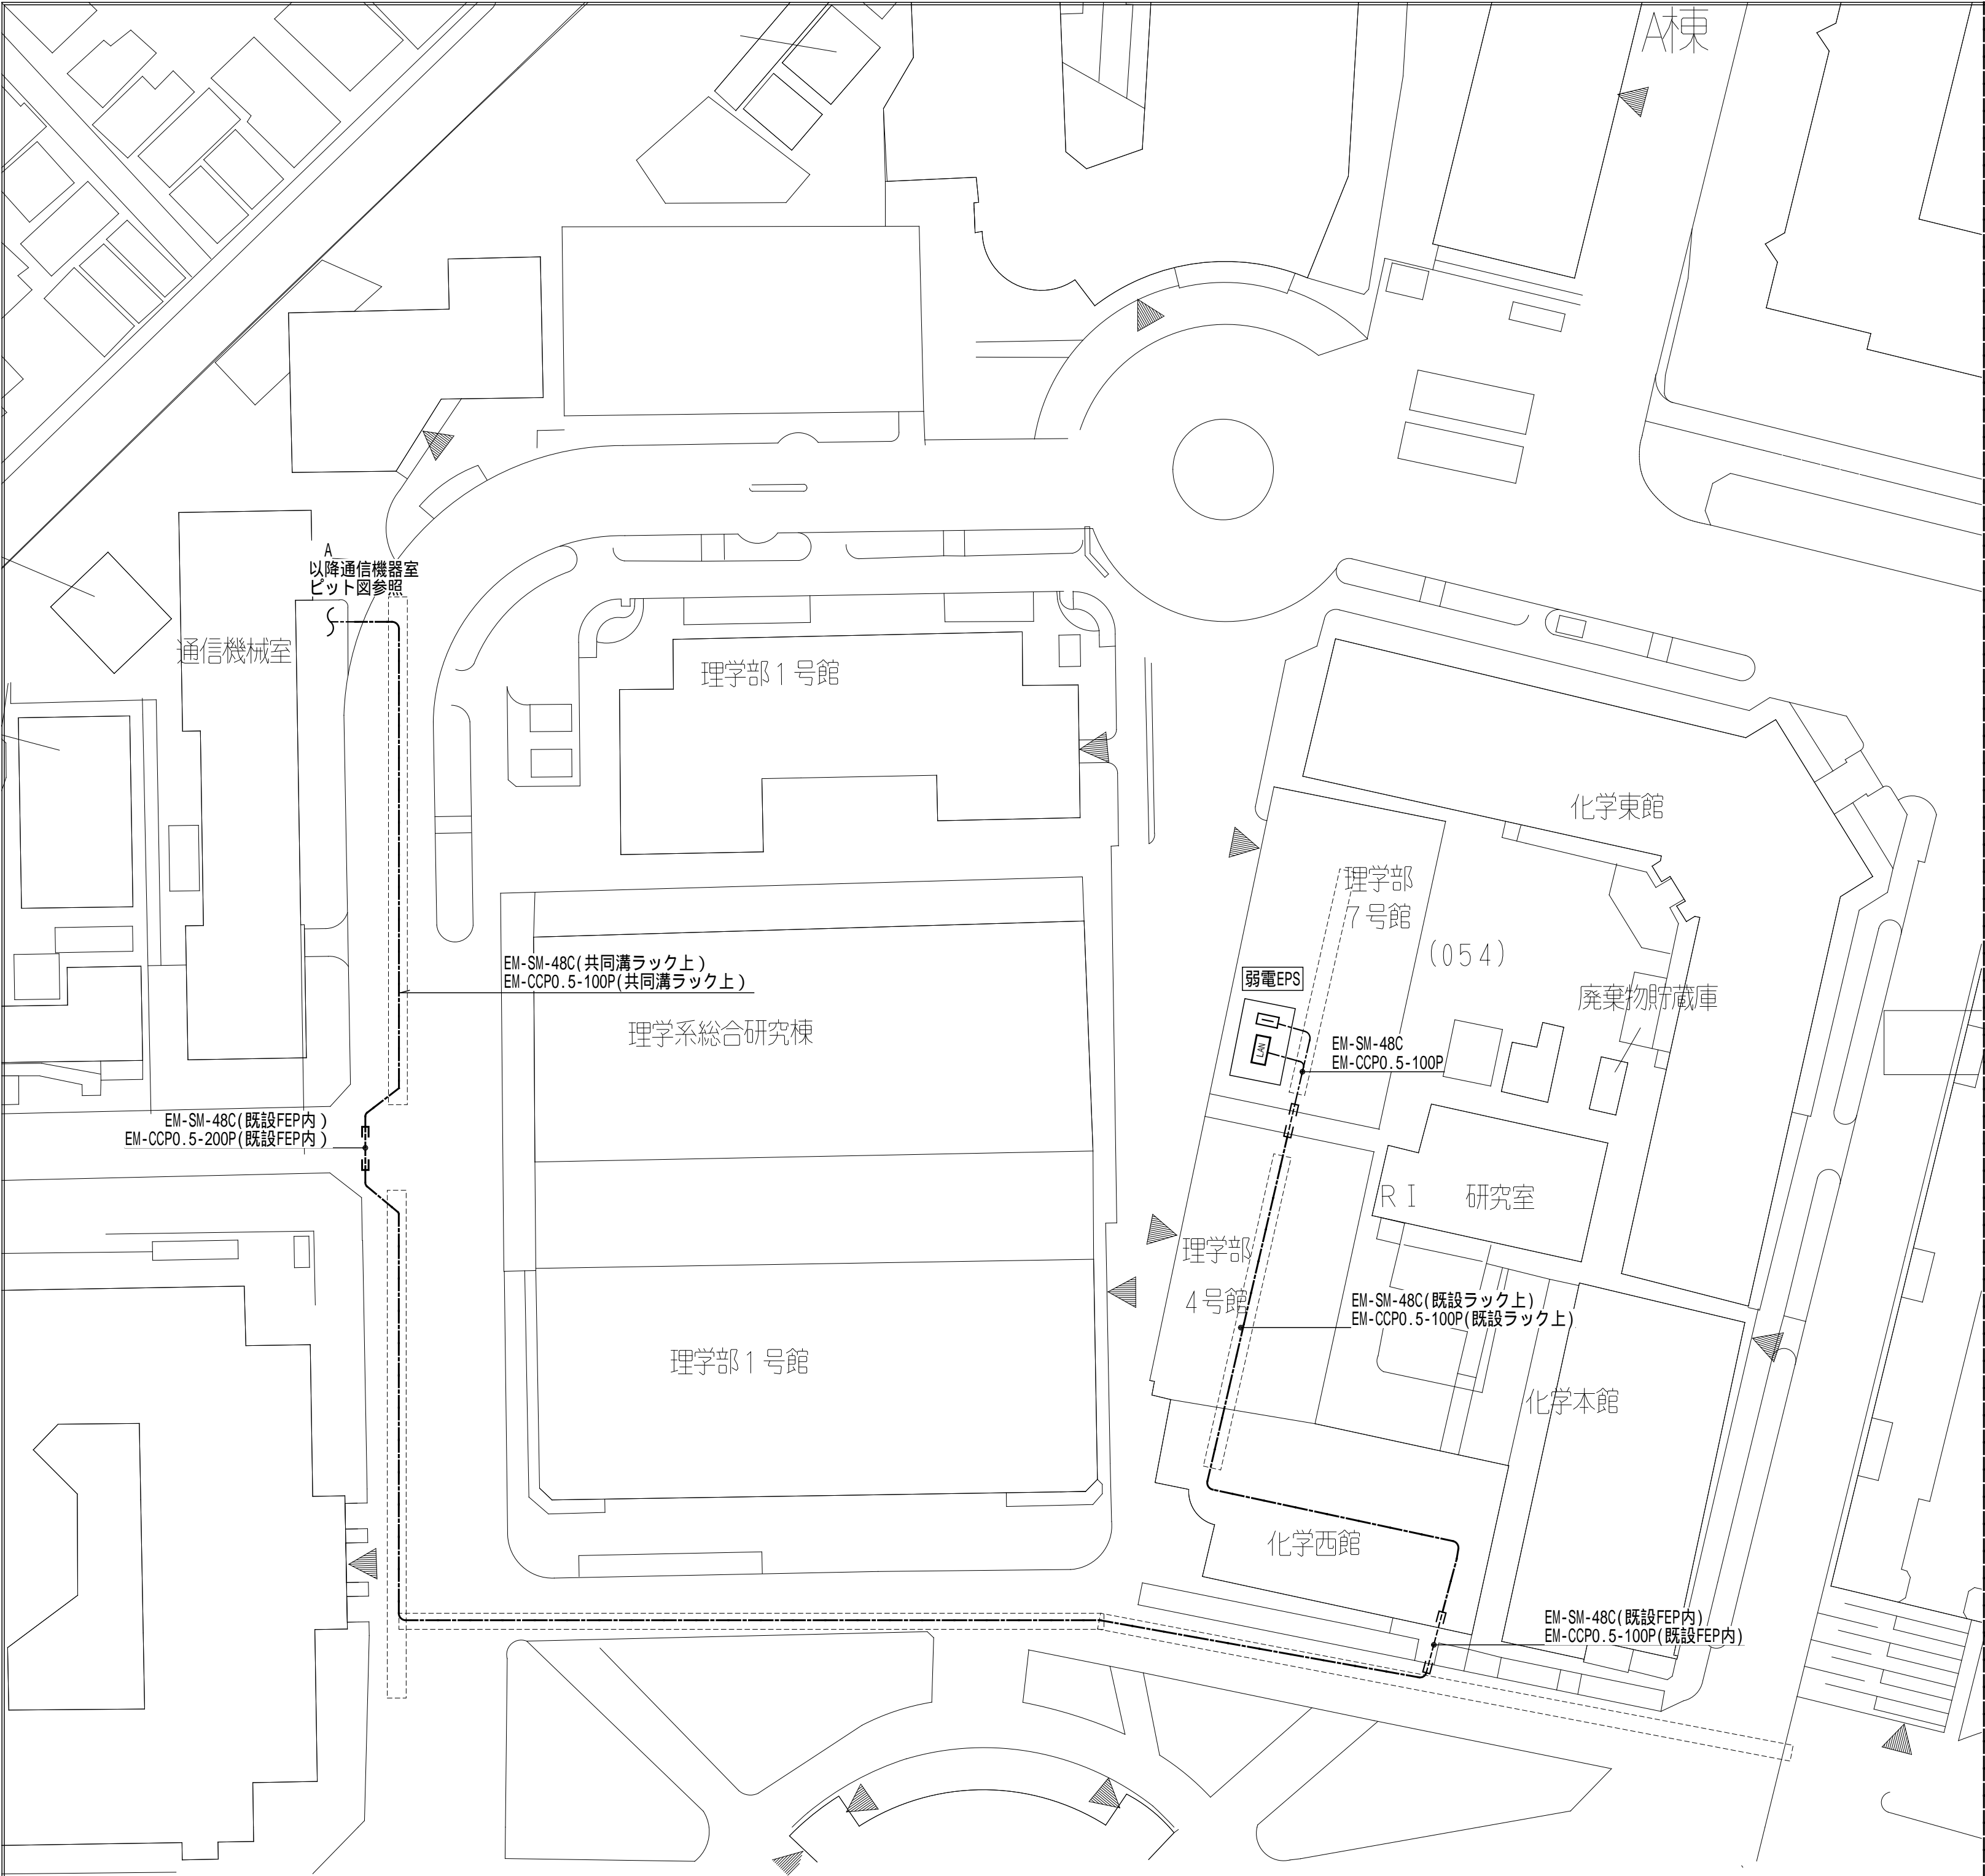 A棟
A
以降通信機器室
ピット図参照
通信機械室
理学部１号館
化学東館
理学部
７号館
(054)
EM-SM-48C(共同溝ラック上)
EM-CCP0.5-100P(共同溝ラック上)
弱電EPS
廃棄物貯蔵庫
理学系総合研究棟
LAN
EM-SM-48C
EM-CCP0.5-100P
EM-SM-48C(既設FEP内)
EM-CCP0.5-200P(既設FEP内)
ＲＩ　研究室
理学部
４号館
EM-SM-48C(既設ラック上)
EM-CCP0.5-100P(既設ラック上)
理学部１号館
化学本館
化学西館
EM-SM-48C(既設FEP内)
EM-CCP0.5-100P(既設FEP内)